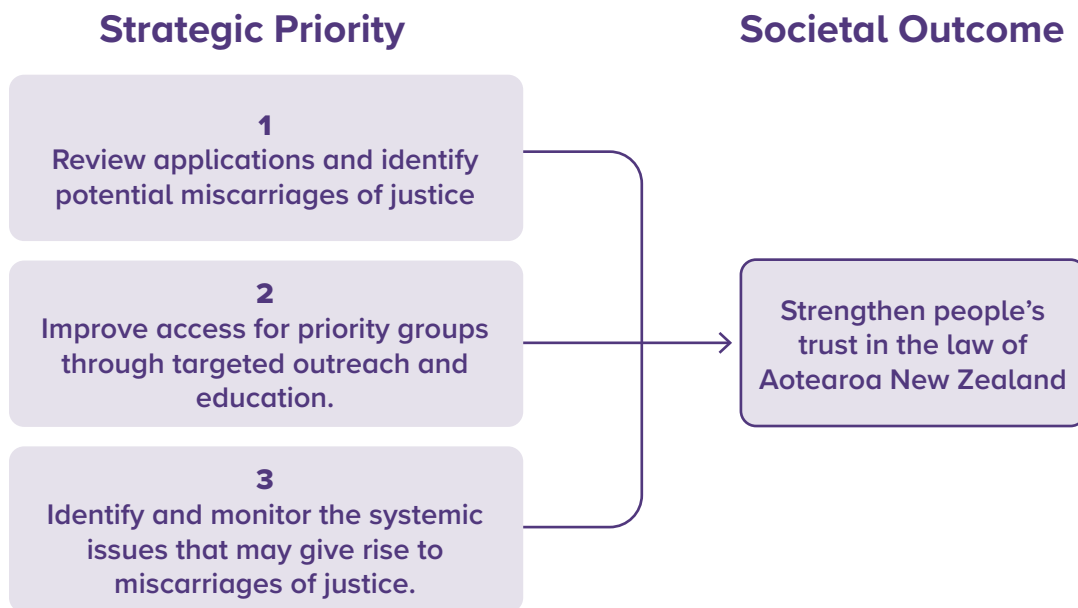 Strategic Priority
Societal Outcome
1
Review applications and identify
potential miscarriages of justice
2
Improve access for priority groups
through targeted outreach and
education.
3
Identify and monitor the systemic
issues that may give rise to
miscarriages of justice.
Strengthen people’s
trust in the law of
Aotearoa New Zealand